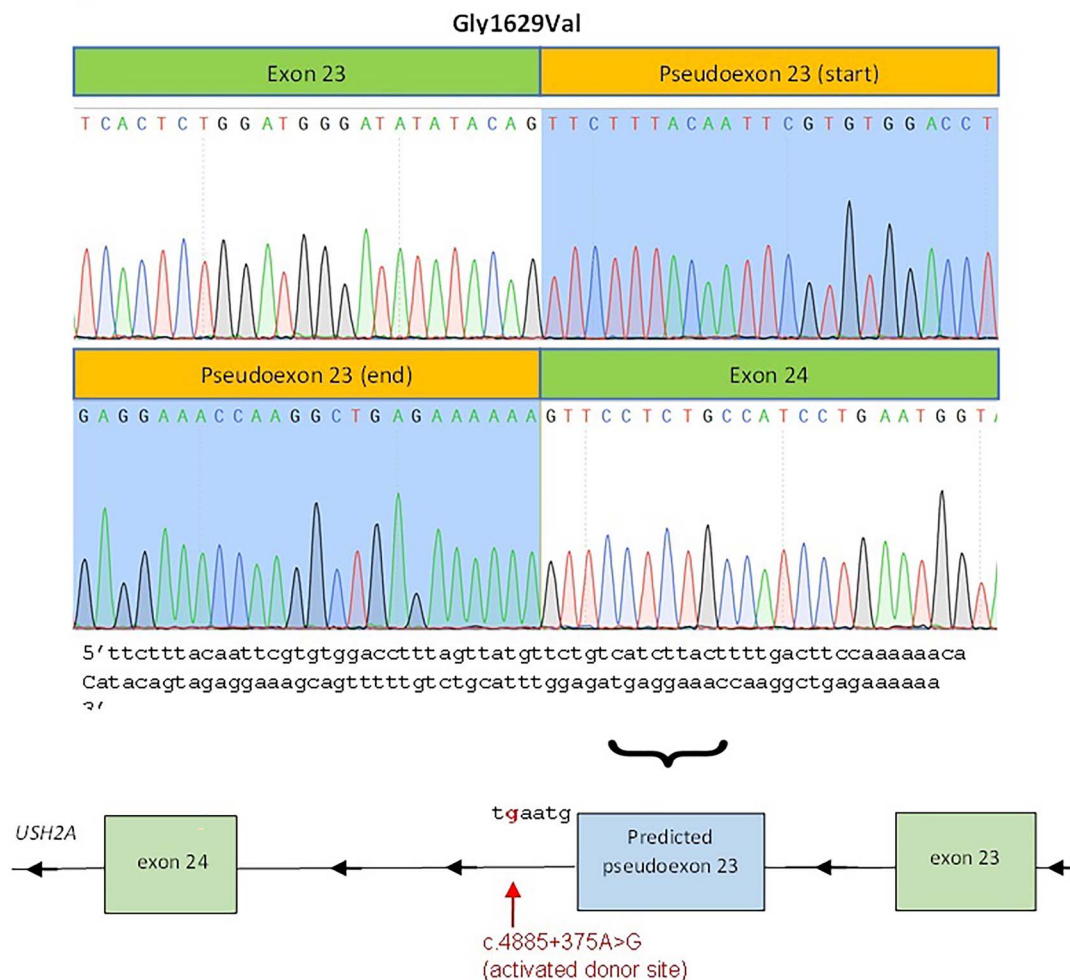 Gly1629Val
Exon 23 Pseudoexon 23 (start)
T C A C T C T G G A T G G G A T A T A T A C A G T T C T T T A C A A T T C G T G T G G A C C T
Pseudoexon 23 (end) Exon 24
G A G G A A A C C A A G G C T G A G A A A A A A G T T C C T C T G C C A T C C T G A A T G G T A
5′ttctttacaattcgtgtggacctttagttatgttctgtcatcttacttttgacttccaaaaaaca
Catacagtagaggaaagcagtttttgtctgcatttggagatgaggaaaccaaggctgagaaaaaa
3′
tgaatg
USH2A
exon 24
Predicted
pseudoexon 23
exon 23
c.4885+375A>G
(activated donor site)